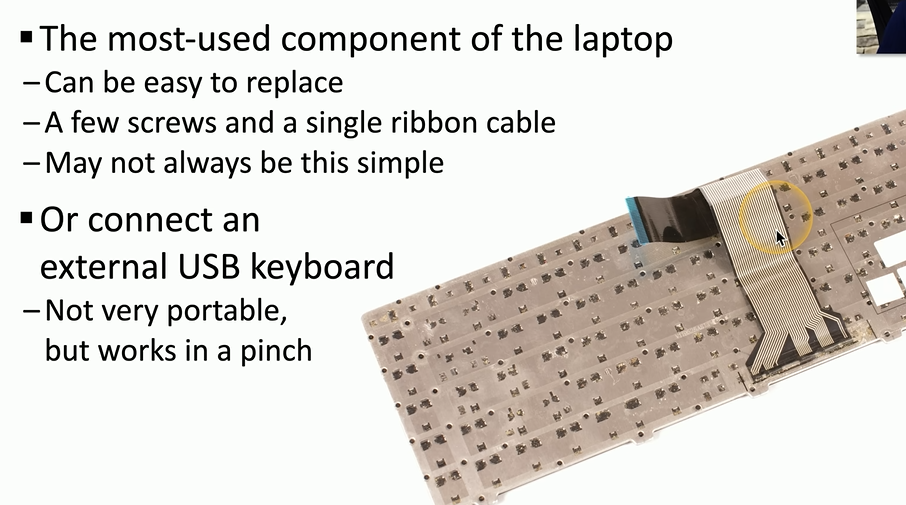 ▪ The most-used component of the laptop
– Can be easy to replace
– A few screws and a single ribbon cable
– May not always be this simple
▪ Or connect an
external USB keyboard
– Not very portable,
but works in a pinch